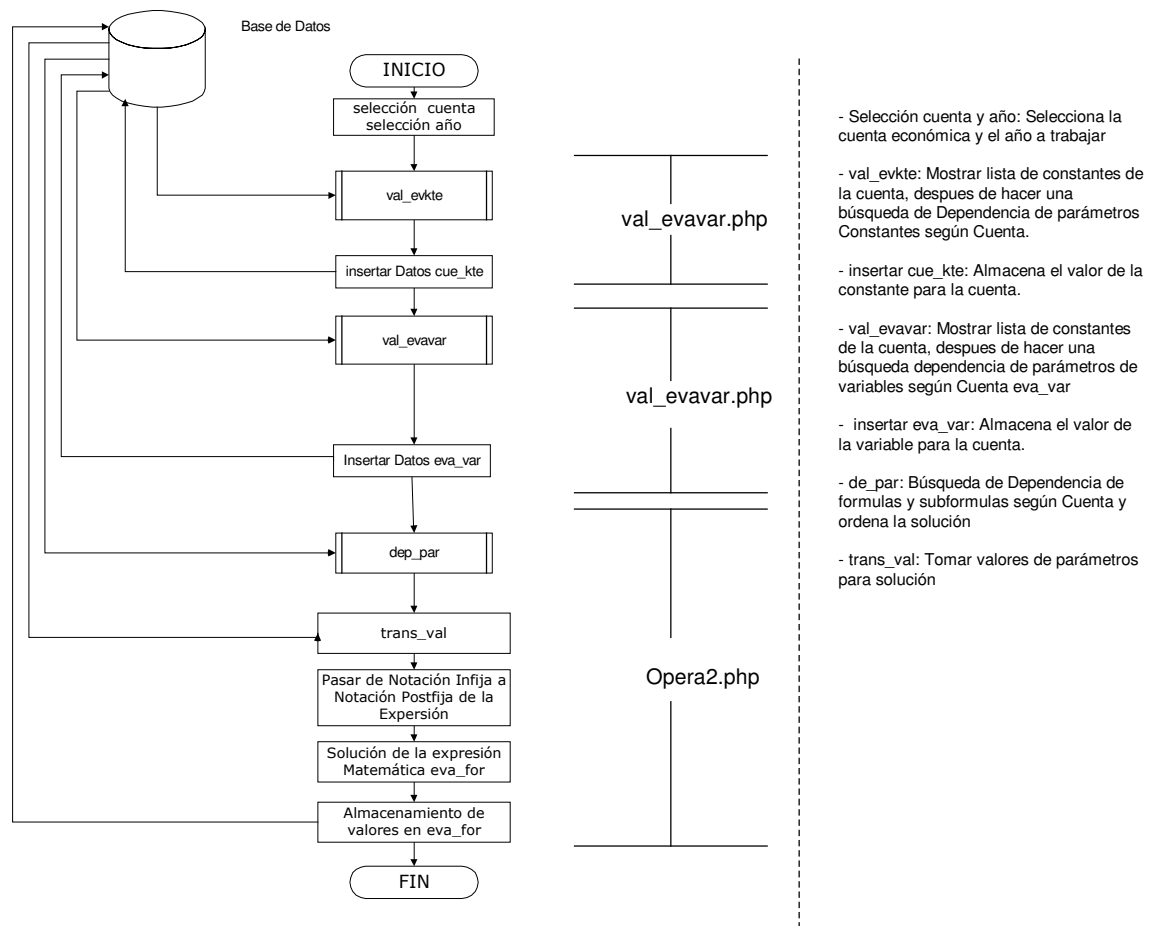 Base de Datos
INICIO
selección cuenta
selección año
val_evkte
insertar Datos cue_kte
val_evavar
Insertar Datos eva_var
dep_par
trans_val
Pasar de Notación Infija a
Notación Postfija de la
Expersión
Solución de la expresión
Matemática eva_for
Almacenamiento de
valores en eva_for
FIN
val_evavar.php
val_evavar.php
Opera2.php
- Selección cuenta y año: Selecciona la
cuenta económica y el año a trabajar
- val_evkte: Mostrar lista de constantes de
la cuenta, despues de hacer una
búsqueda de Dependencia de parámetros
Constantes según Cuenta.
- insertar cue_kte: Almacena el valor de la
constante para la cuenta.
- val_evavar: Mostrar lista de constantes
de la cuenta, despues de hacer una
búsqueda dependencia de parámetros de
variables según Cuenta eva_var
- insertar eva_var: Almacena el valor de
la variable para la cuenta.
- de_par: Búsqueda de Dependencia de
formulas y subformulas según Cuenta y
ordena la solución
- trans_val: Tomar valores de parámetros
para solución